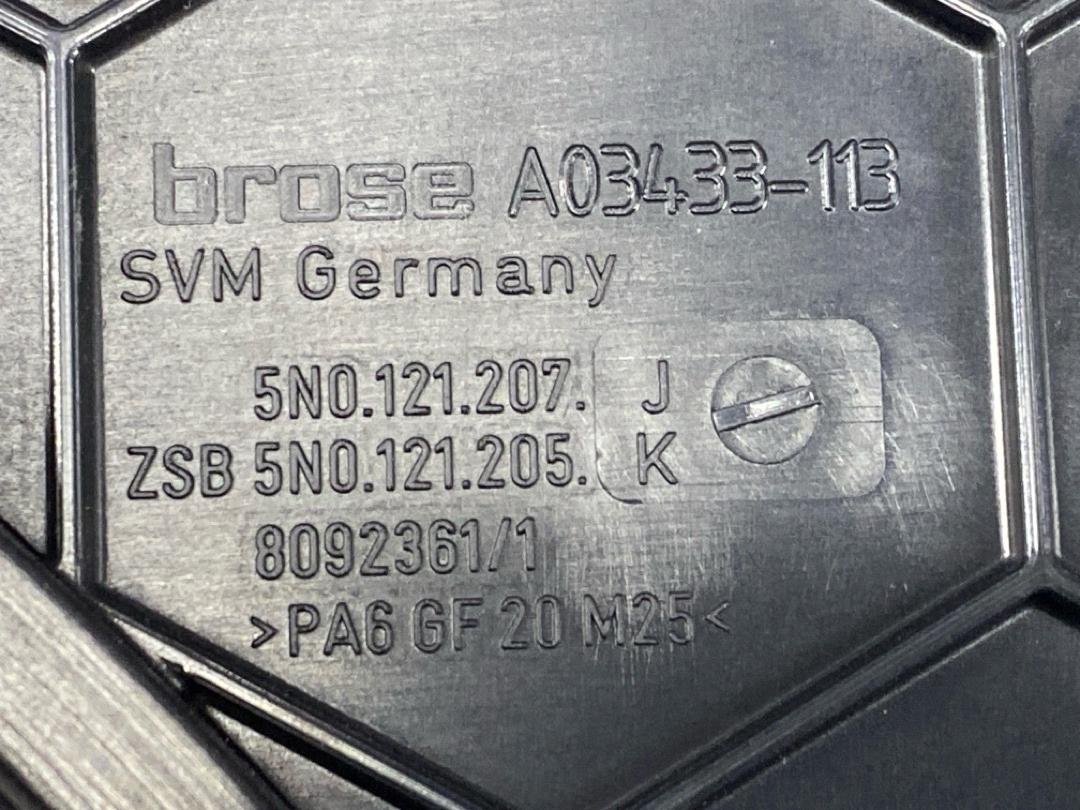 brose A03433-113
SVM Germany
5N0.121.207. J
ZSB 5N0.121.205. K
8092361/1
>PA6 GF 20 M25<